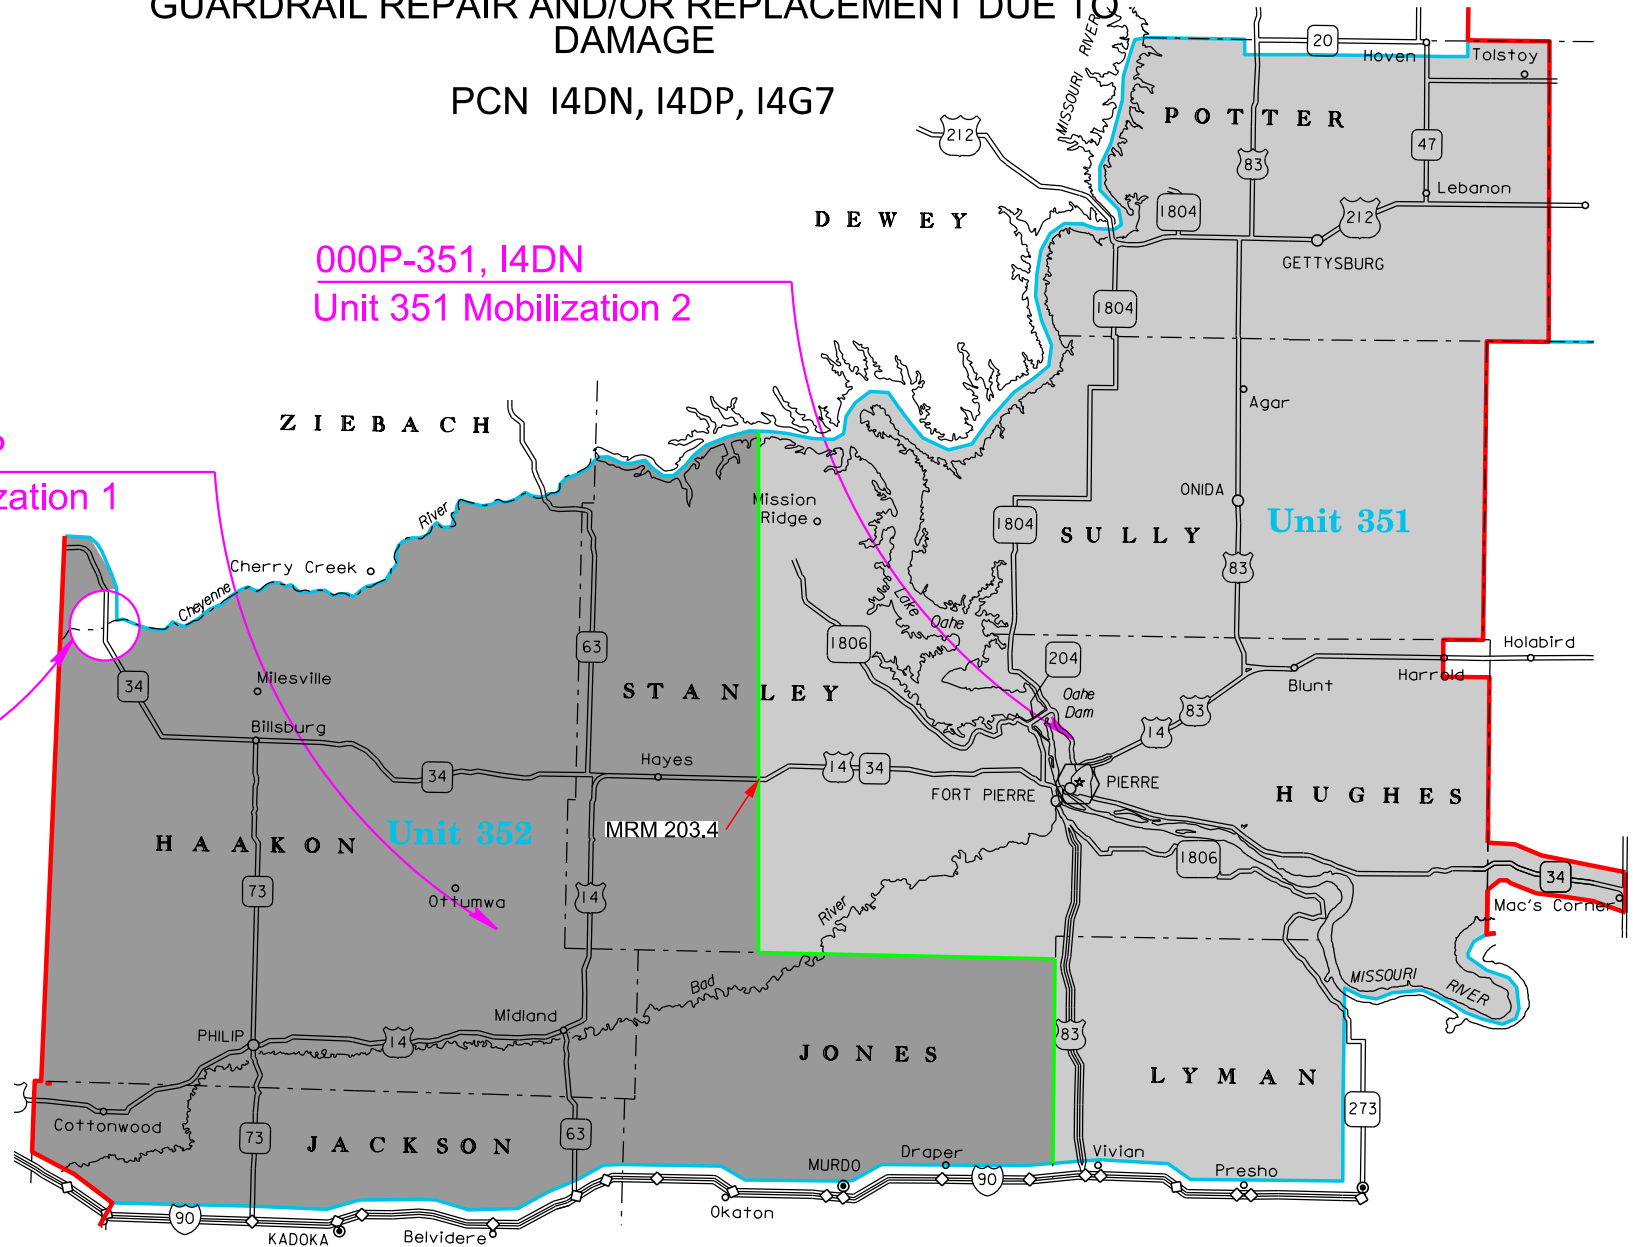 GUARDRAIL REPAIR AND/OR REPLACEMENT DUE TO
DAMAGE
PCN I4DN, I4DP, I4G7
20
Hoven
Tolstoy
MISSOURI RIVER
POTTER
212
83
47
Lebanon
DEWEY
1804
212
GETTYSBURG
000P-351, I4DN
Unit 351 Mobilization 2
1804
Agar
ZIEBACH
zation 1
Mission
Ridge
ONIDA
Unit 351
1804
SULLY
River
Cherry Creek
Cheyenne
83
Lake
Oahe
63
1806
204
Holabird
Harrold
Blunt
34
Milesville
STANLEY
Oahe
Dam
83
14
Billsburg
Hayes
34
14
34
FORT PIERRE
PIERRE
HUGHES
MRM 203.4
HAAKON
Unit 352
1806
73
Ottumwa
14
34
Mac's Corner
River
Bad
MISSOURI
RIVER
Midland
PHILIP
14
83
JONES
LYMAN
Cottonwood
73
63
273
JACKSON
MURDO
Draper
Vivian
Presho
90
90
Okaton
KADOKA
Belvidere